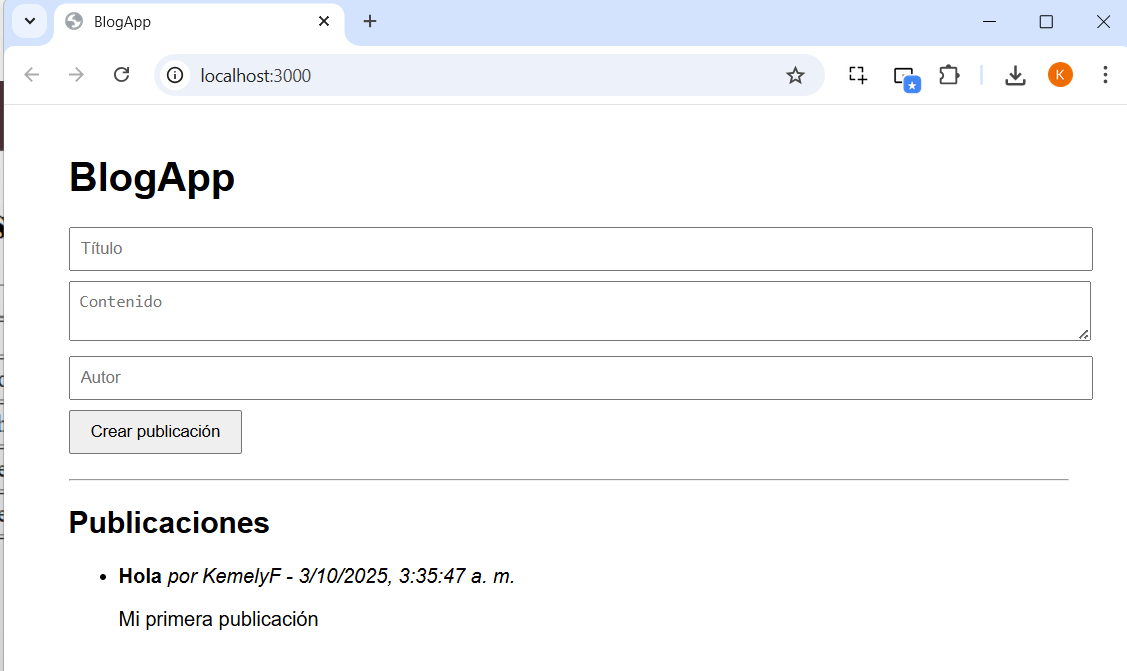 BlogApp
localhost:3000
K
BlogApp
Título
Contenido
Autor
Crear publicación
Publicaciones
• Hola por KemelyF - 3/10/2025, 3:35:47 a. m.
Mi primera publicación